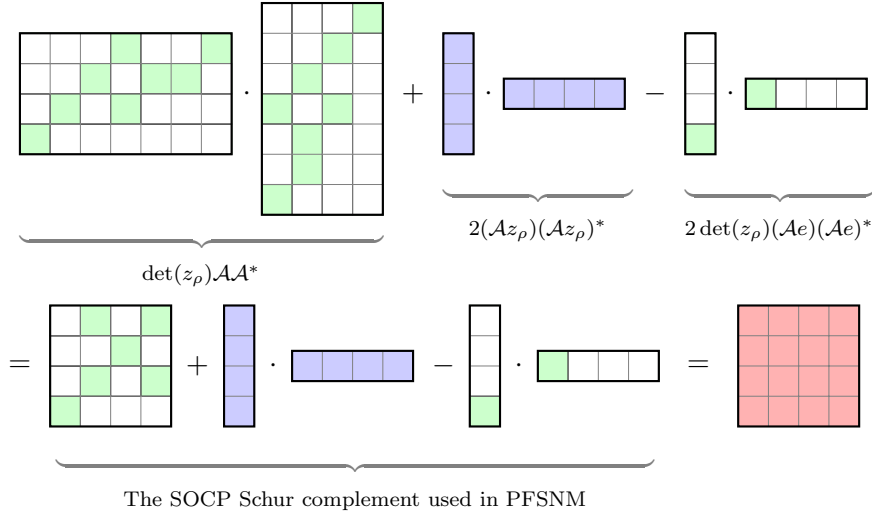 · + · − ·
2(𝒜z_ρ)(𝒜z_ρ)* 2 det(z_ρ)(𝒜e)(𝒜e)*
det(z_ρ)𝒜𝒜*
= + · − · =
The SOCP Schur complement used in PFSNM